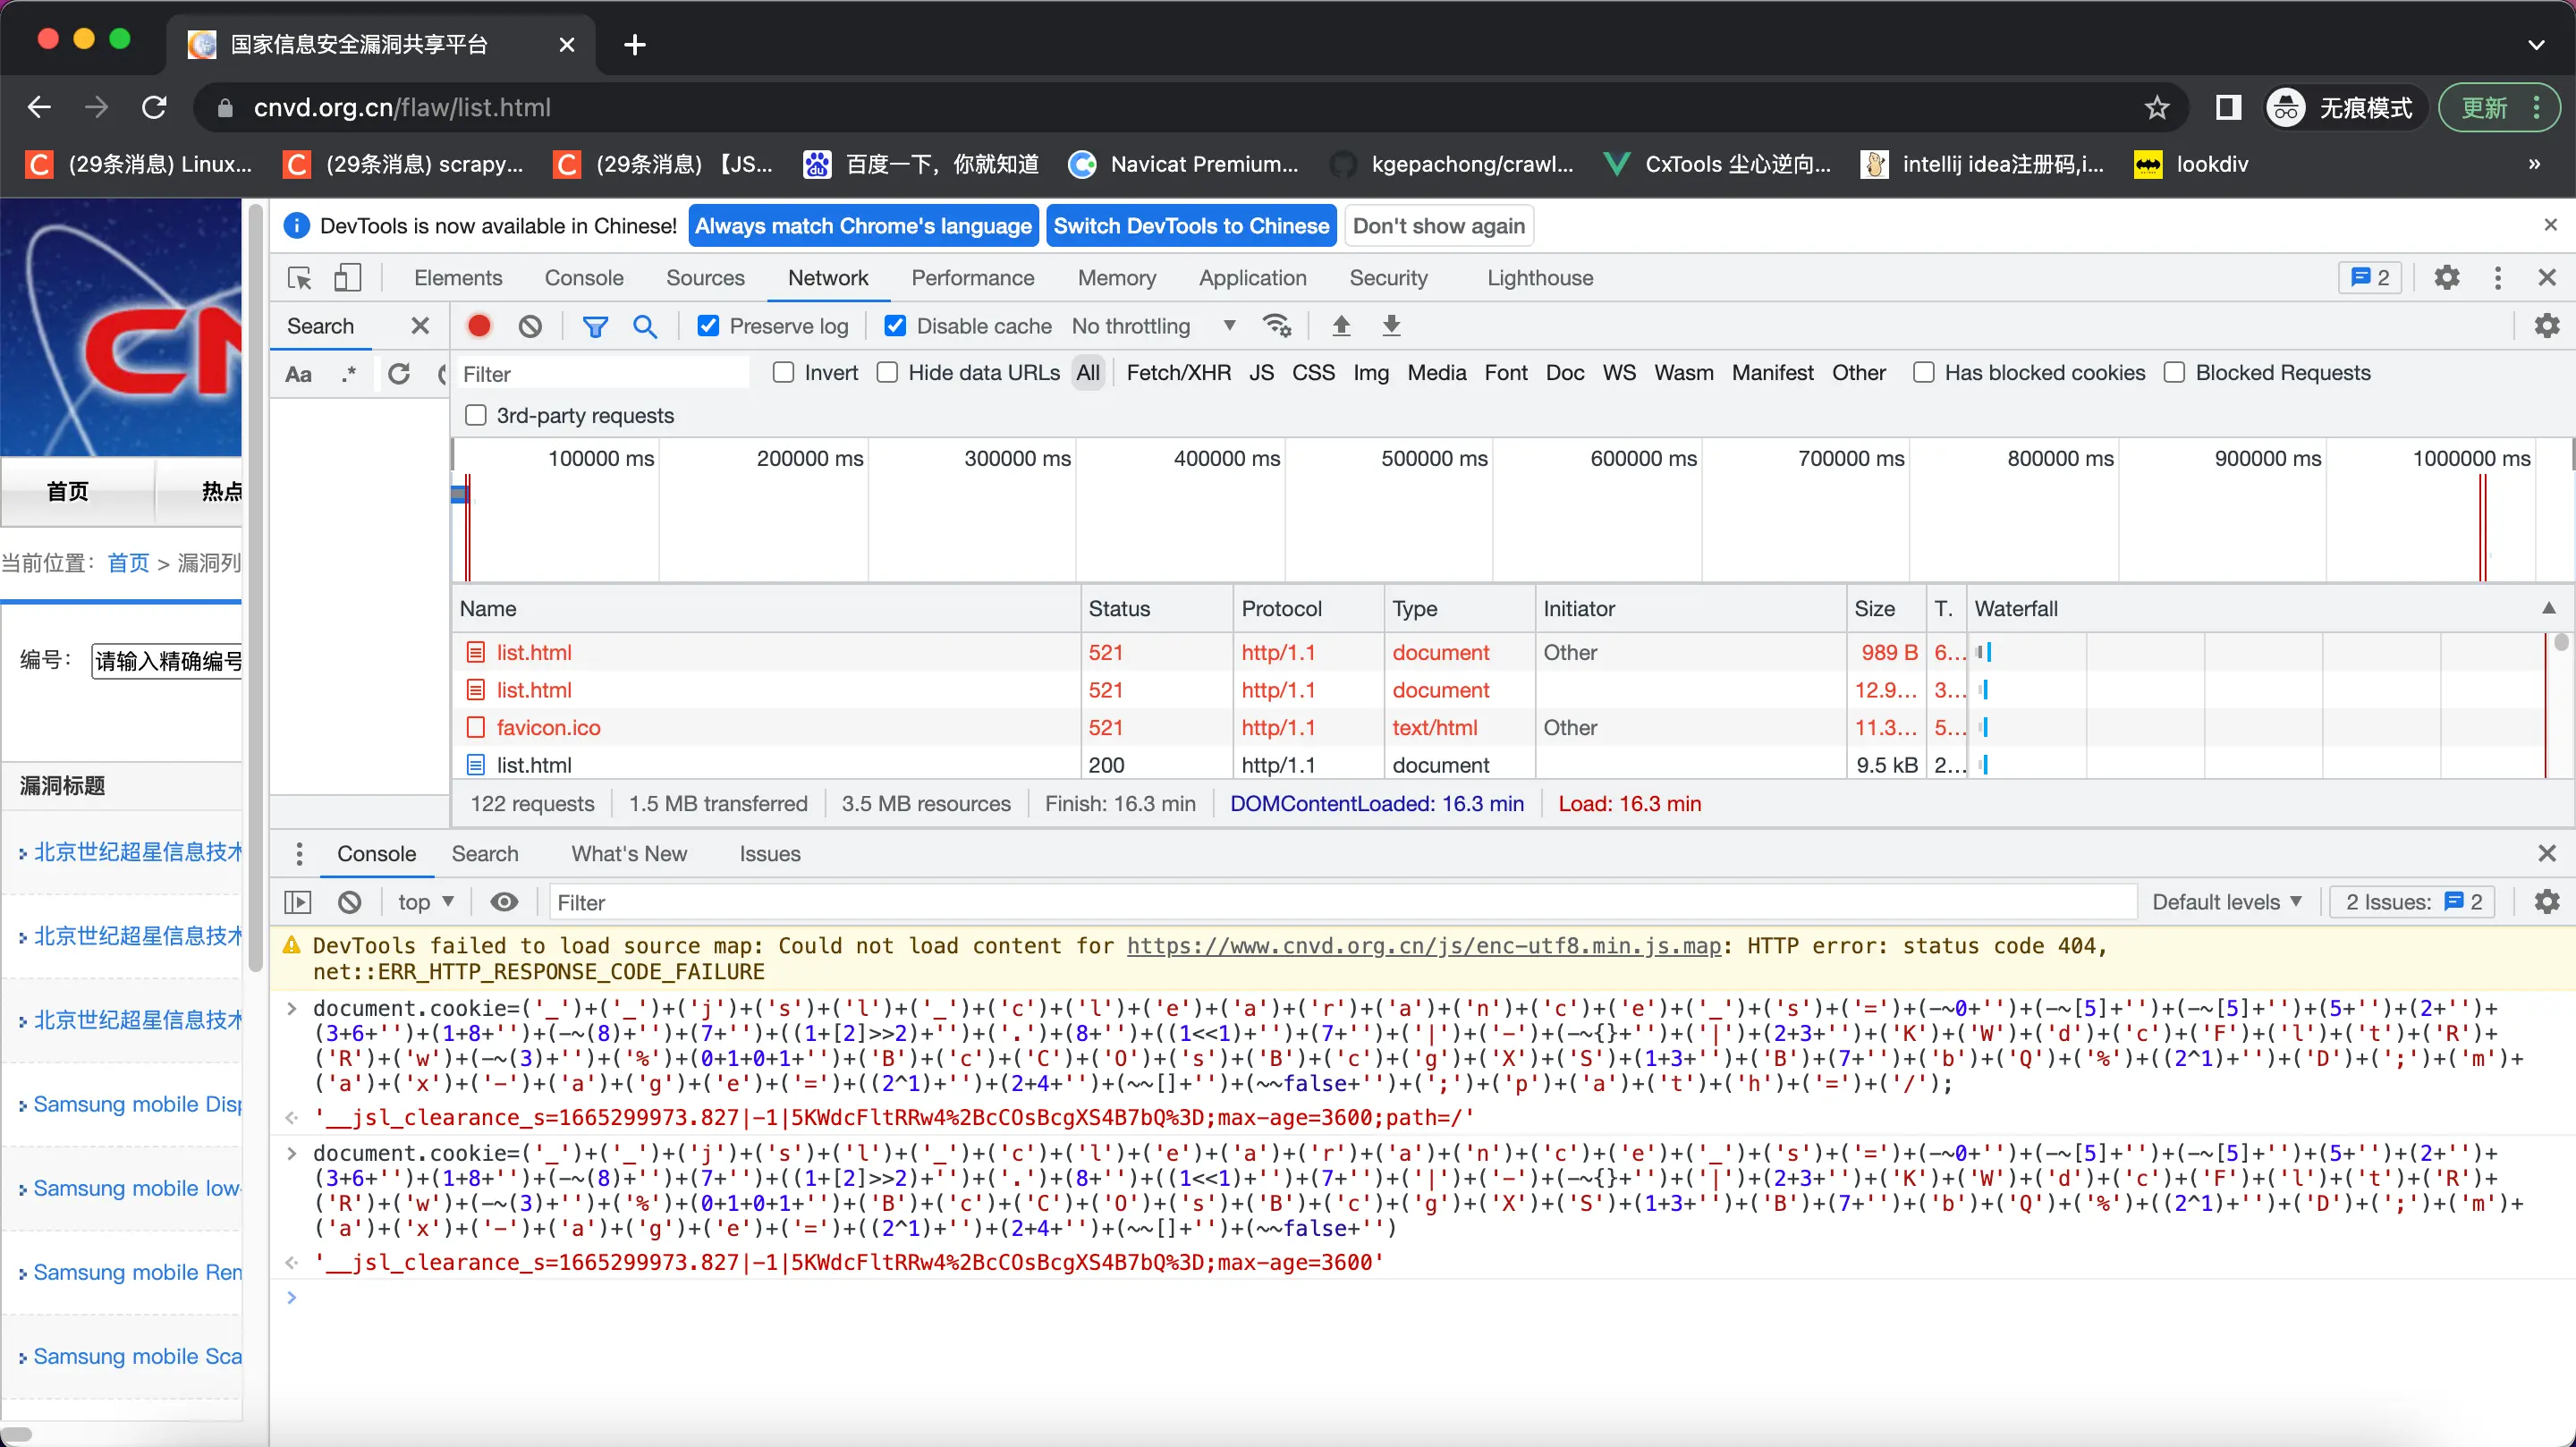 国家信息安全漏洞共享平台
cnvd.org.cn/flaw/list.html
无痕模式
更新
(29条消息) Linux...
(29条消息) scrapy...
(29条消息) 【JS...
百度一下，你就知道
Navicat Premium...
kgepachong/crawl...
CxTools 尘心逆向...
intellij idea注册码,i...
lookdiv
»
DevTools is now available in Chinese! Always match Chrome's language Switch DevTools to Chinese Don't show again
Elements Console Sources Network Performance Memory Application Security Lighthouse 2
Search Preserve log Disable cache No throttling
Aa .* Filter Invert Hide data URLs All Fetch/XHR JS CSS Img Media Font Doc WS Wasm Manifest Other Has blocked cookies Blocked Requests
3rd-party requests
100000 ms 200000 ms 300000 ms 400000 ms 500000 ms 600000 ms 700000 ms 800000 ms 900000 ms 1000000 ms
Name Status Protocol Type Initiator Size T. Waterfall
list.html 521 http/1.1 document Other 989 B 6...
list.html 521 http/1.1 document 12.9... 3...
favicon.ico 521 http/1.1 text/html Other 11.3... 5...
list.html 200 http/1.1 document 9.5 kB 2...
122 requests 1.5 MB transferred 3.5 MB resources Finish: 16.3 min DOMContentLoaded: 16.3 min Load: 16.3 min
Console Search What's New Issues
top Filter Default levels 2 Issues: 2
DevTools failed to load source map: Could not load content for https://www.cnvd.org.cn/js/enc-utf8.min.js.map: HTTP error: status code 404,
net::ERR_HTTP_RESPONSE_CODE_FAILURE
document.cookie=('_')+('_')+('j')+('s')+('l')+('_')+('c')+('l')+('e')+('a')+('r')+('a')+('n')+('c')+('e')+('_')+('s')+('=')+(-~0+'')+(-~[5]+'')+(-~[5]+'')+(5+'')+(2+'')+
(3+6+'')+(1+8+'')+(-~(8)+'')+(7+'')+((1+[2]>>2)+'')+('.')+(8+'')+((1<<1)+'')+(7+'')+('|')+('-')+(-~{}+'')+('|')+(2+3+'')+('K')+('W')+('d')+('c')+('F')+('l')+('t')+('R')+
('R')+('w')+(-~(3)+'')+('%')+(0+1+0+1+'')+('B')+('c')+('C')+('O')+('s')+('B')+('c')+('g')+('X')+('S')+(1+3+'')+('B')+(7+'')+('b')+('Q')+('%')+((2^1)+'')+('D')+(';')+('m')+
('a')+('x')+('-')+('a')+('g')+('e')+('=')+((2^1)+'')+(2+4+'')+(~~[]+'')+(~~false+'')+(';')+('p')+('a')+('t')+('h')+('=')+('/');
'__jsl_clearance_s=1665299973.827|-1|5KWdcFltRRw4%2BcCOsBcgXS4B7bQ%3D;max-age=3600;path=/'
document.cookie=('_')+('_')+('j')+('s')+('l')+('_')+('c')+('l')+('e')+('a')+('r')+('a')+('n')+('c')+('e')+('_')+('s')+('=')+(-~0+'')+(-~[5]+'')+(-~[5]+'')+(5+'')+(2+'')+
(3+6+'')+(1+8+'')+(-~(8)+'')+(7+'')+((1+[2]>>2)+'')+('.')+(8+'')+((1<<1)+'')+(7+'')+('|')+('-')+(-~{}+'')+('|')+(2+3+'')+('K')+('W')+('d')+('c')+('F')+('l')+('t')+('R')+
('R')+('w')+(-~(3)+'')+('%')+(0+1+0+1+'')+('B')+('c')+('C')+('O')+('s')+('B')+('c')+('g')+('X')+('S')+(1+3+'')+('B')+(7+'')+('b')+('Q')+('%')+((2^1)+'')+('D')+(';')+('m')+
('a')+('x')+('-')+('a')+('g')+('e')+('=')+((2^1)+'')+(2+4+'')+(~~[]+'')+(~~false+'')
'__jsl_clearance_s=1665299973.827|-1|5KWdcFltRRw4%2BcCOsBcgXS4B7bQ%3D;max-age=3600'
CN
首页 热点
当前位置：首页 > 漏洞列
编号： 请输入精确编号
漏洞标题
北京世纪超星信息技术
北京世纪超星信息技术
北京世纪超星信息技术
Samsung mobile Disp
Samsung mobile low-
Samsung mobile Ren
Samsung mobile Sca